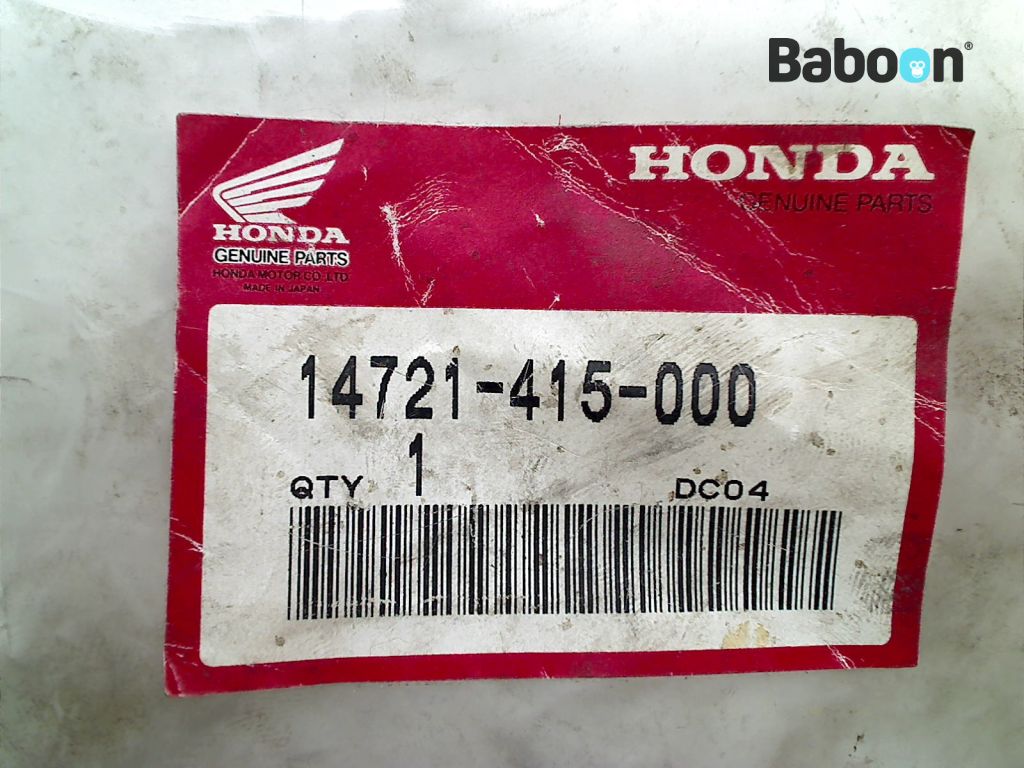 Baboon®
HONDA
GENUINE PARTS
HONDA
GENUINE PARTS
HONDA MOTOR CO.,LTD.
MADE IN JAPAN
14721-415-000
QTY 1 DC04